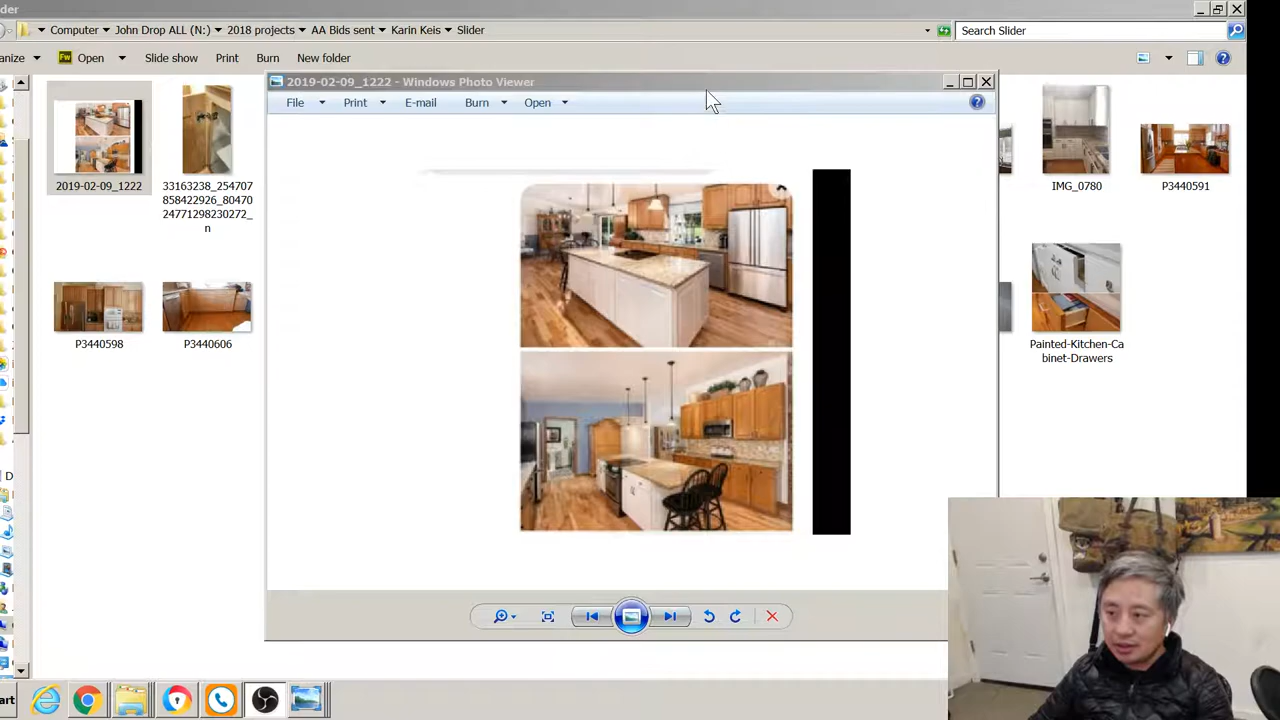 der
Computer John Drop ALL (N:) 2018 projects AA Bids sent Karin Keis Slider
Search Slider
anize Open Slide show Print Burn New folder
2019-02-09_1222 - Windows Photo Viewer
File Print E-mail Burn Open
2019-02-09_1222
33163238_254707
858422926_80470
24771298230272_
n
IMG_0780
P3440591
P3440598
P3440606
Painted-Kitchen-Ca
binet-Drawers
D
art